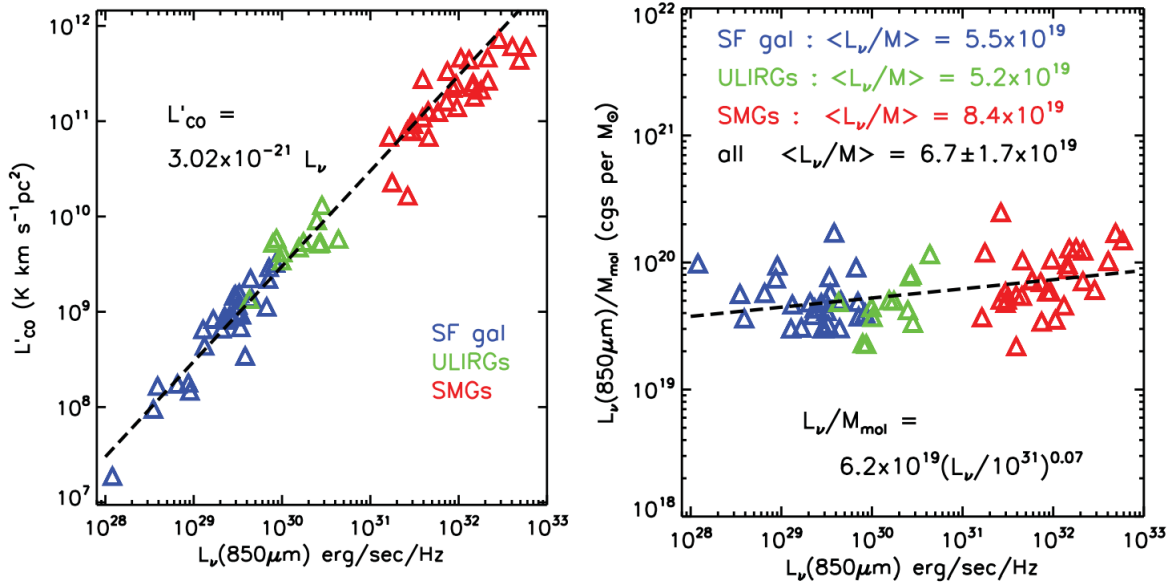 10¹²
10¹¹
10¹⁰
10⁹
10⁸
10⁷
L'CO (K km s⁻¹pc²)
L'CO =
3.02x10⁻²¹ Lν
SF gal
ULIRGs
SMGs
10²⁸ 10²⁹ 10³⁰ 10³¹ 10³² 10³³
Lν(850μm) erg/sec/Hz
10²²
10²¹
10²⁰
10¹⁹
10¹⁸
Lν(850μm)/Mmol (cgs per M⊙)
SF gal : <Lν/M> = 5.5x10¹⁹
ULIRGs : <Lν/M> = 5.2x10¹⁹
SMGs : <Lν/M> = 8.4x10¹⁹
all <Lν/M> = 6.7±1.7x10¹⁹
Lν/Mmol =
6.2x10¹⁹(Lν/10³¹)⁰·⁰⁷
10²⁸ 10²⁹ 10³⁰ 10³¹ 10³² 10³³
Lν(850μm) erg/sec/Hz